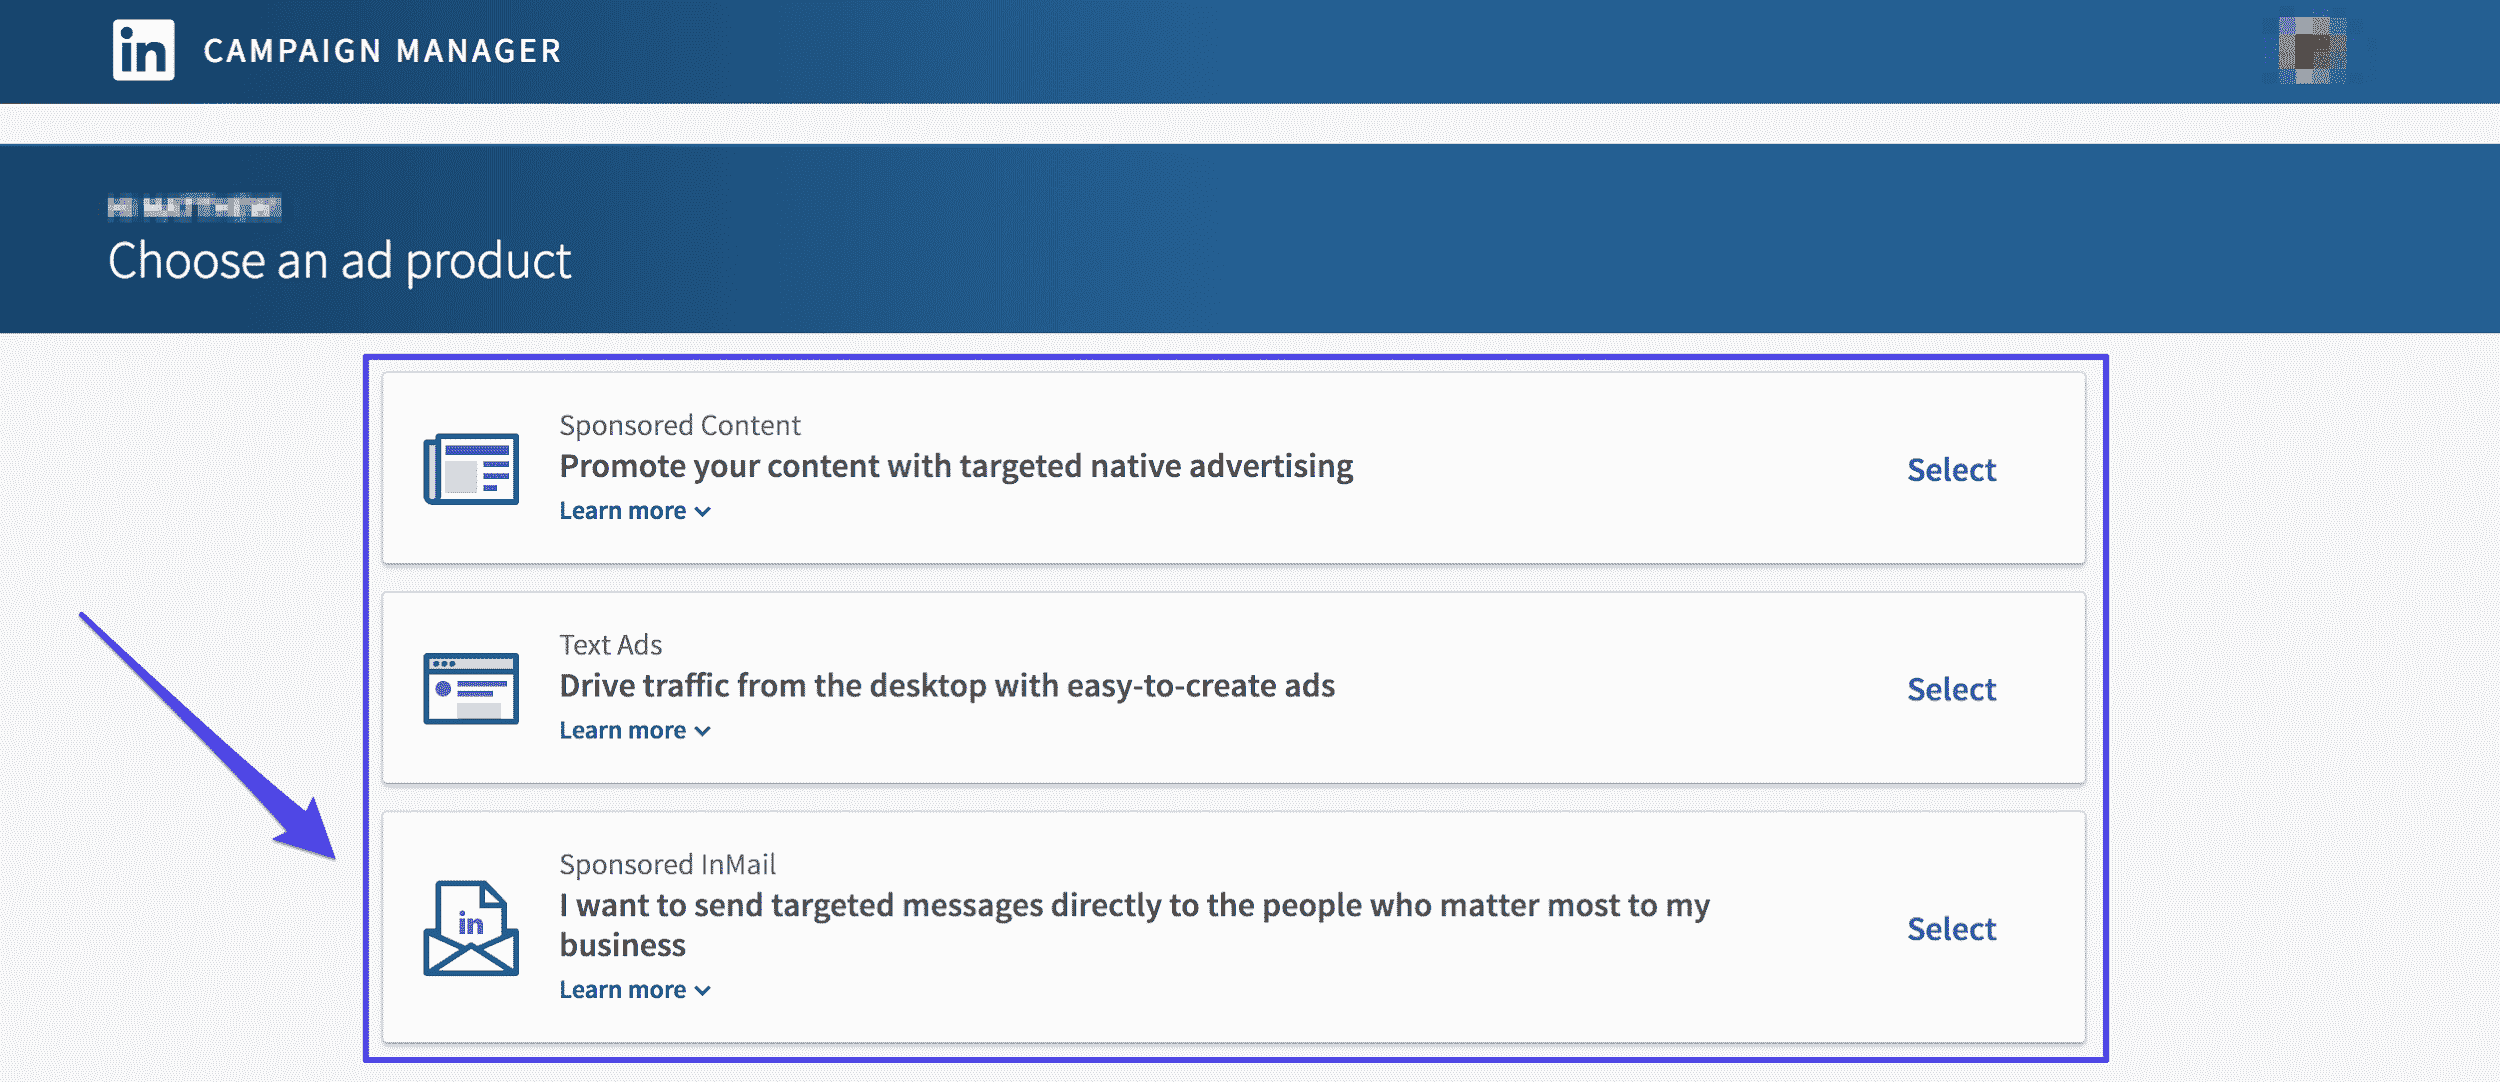 in CAMPAIGN MANAGER
Choose an ad product
Sponsored Content
Promote your content with targeted native advertising
Learn more
Select
Text Ads
Drive traffic from the desktop with easy-to-create ads
Learn more
Select
in
Sponsored InMail
I want to send targeted messages directly to the people who matter most to my
business
Learn more
Select